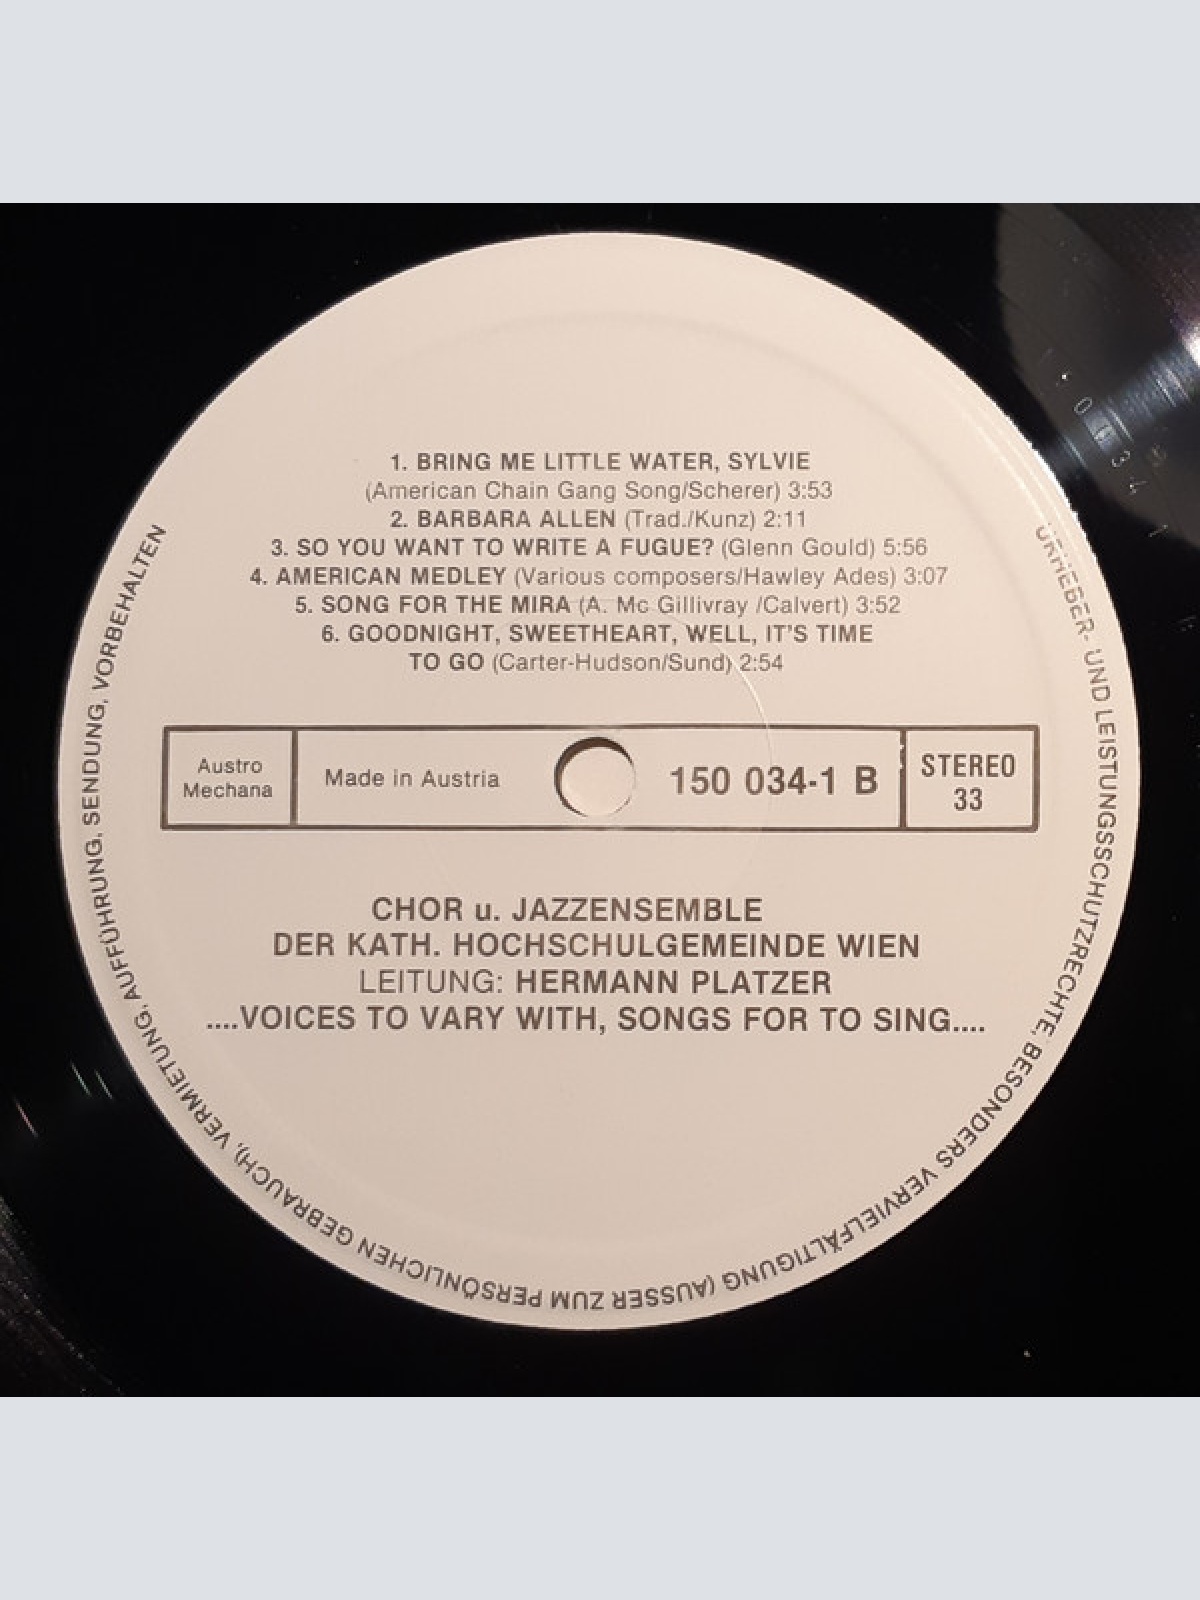 1. BRING ME LITTLE WATER, SYLVIE
(American Chain Gang Song/Scherer) 3:53
2. BARBARA ALLEN (Trad./Kunz) 2:11
3. SO YOU WANT TO WRITE A FUGUE? (Glenn Gould) 5:56
4. AMERICAN MEDLEY (Various composers/Hawley Ades) 3:07
5. SONG FOR THE MIRA (A. Mc Gillivray /Calvert) 3:52
6. GOODNIGHT, SWEETHEART, WELL, IT'S TIME
TO GO (Carter-Hudson/Sund) 2:54
Austro
Mechana
Made in Austria
150 034-1 B
STEREO
33
CHOR u. JAZZENSEMBLE
DER KATH. HOCHSCHULGEMEINDE WIEN
LEITUNG: HERMANN PLATZER
....VOICES TO VARY WITH, SONGS FOR TO SING....
URHEBER- UND LEISTUNGSSCHUTZRECHTE, BESONDERS VERVIELFÄLTIGUNG (AUSSER ZUM PERSÖNLICHEN GEBRAUCH), VERMIETUNG, AUFFÜHRUNG, SENDUNG, VORBEHALTEN